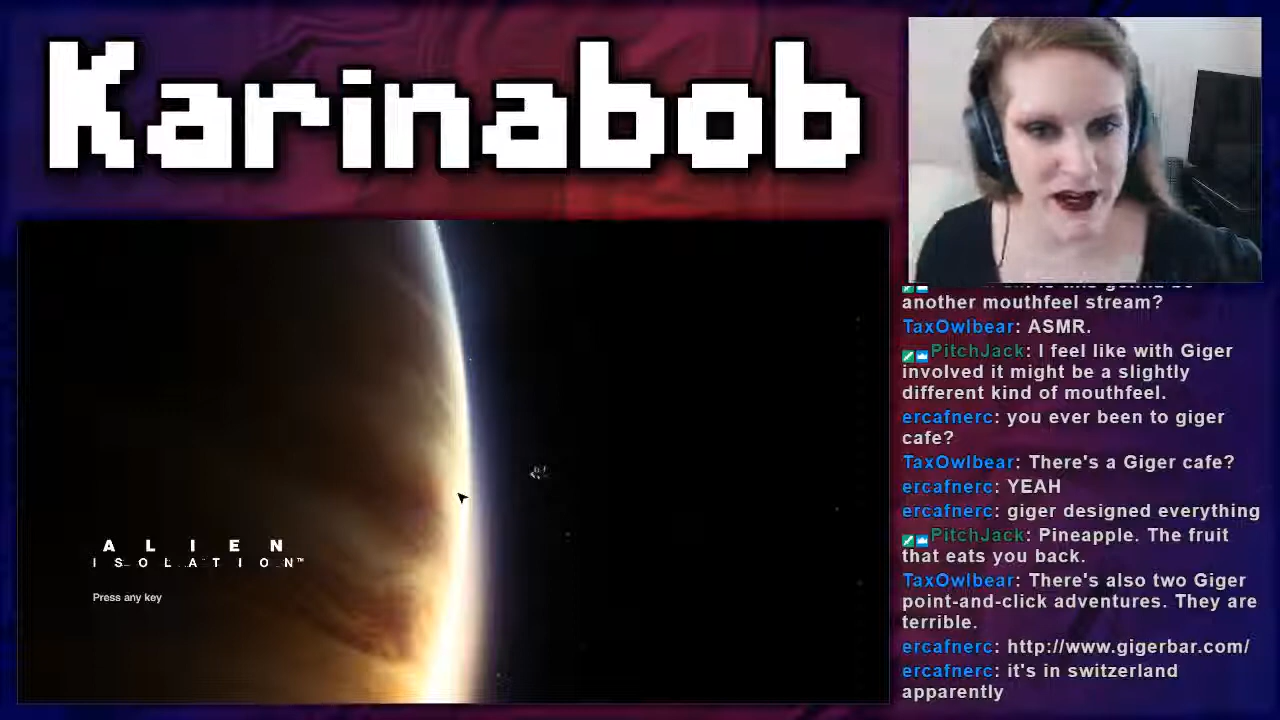 Karinabob
A L I E N
I S O L A T I O N™
Press any key
another mouthfeel stream?
TaxOwlbear: ASMR.
PitchJack: I feel like with Giger
involved it might be a slightly
different kind of mouthfeel.
ercafnerc: you ever been to giger
cafe?
TaxOwlbear: There's a Giger cafe?
ercafnerc: YEAH
ercafnerc: giger designed everything
PitchJack: Pineapple. The fruit
that eats you back.
TaxOwlbear: There's also two Giger
point-and-click adventures. They are
terrible.
ercafnerc: http://www.gigerbar.com/
ercafnerc: it's in switzerland
apparently